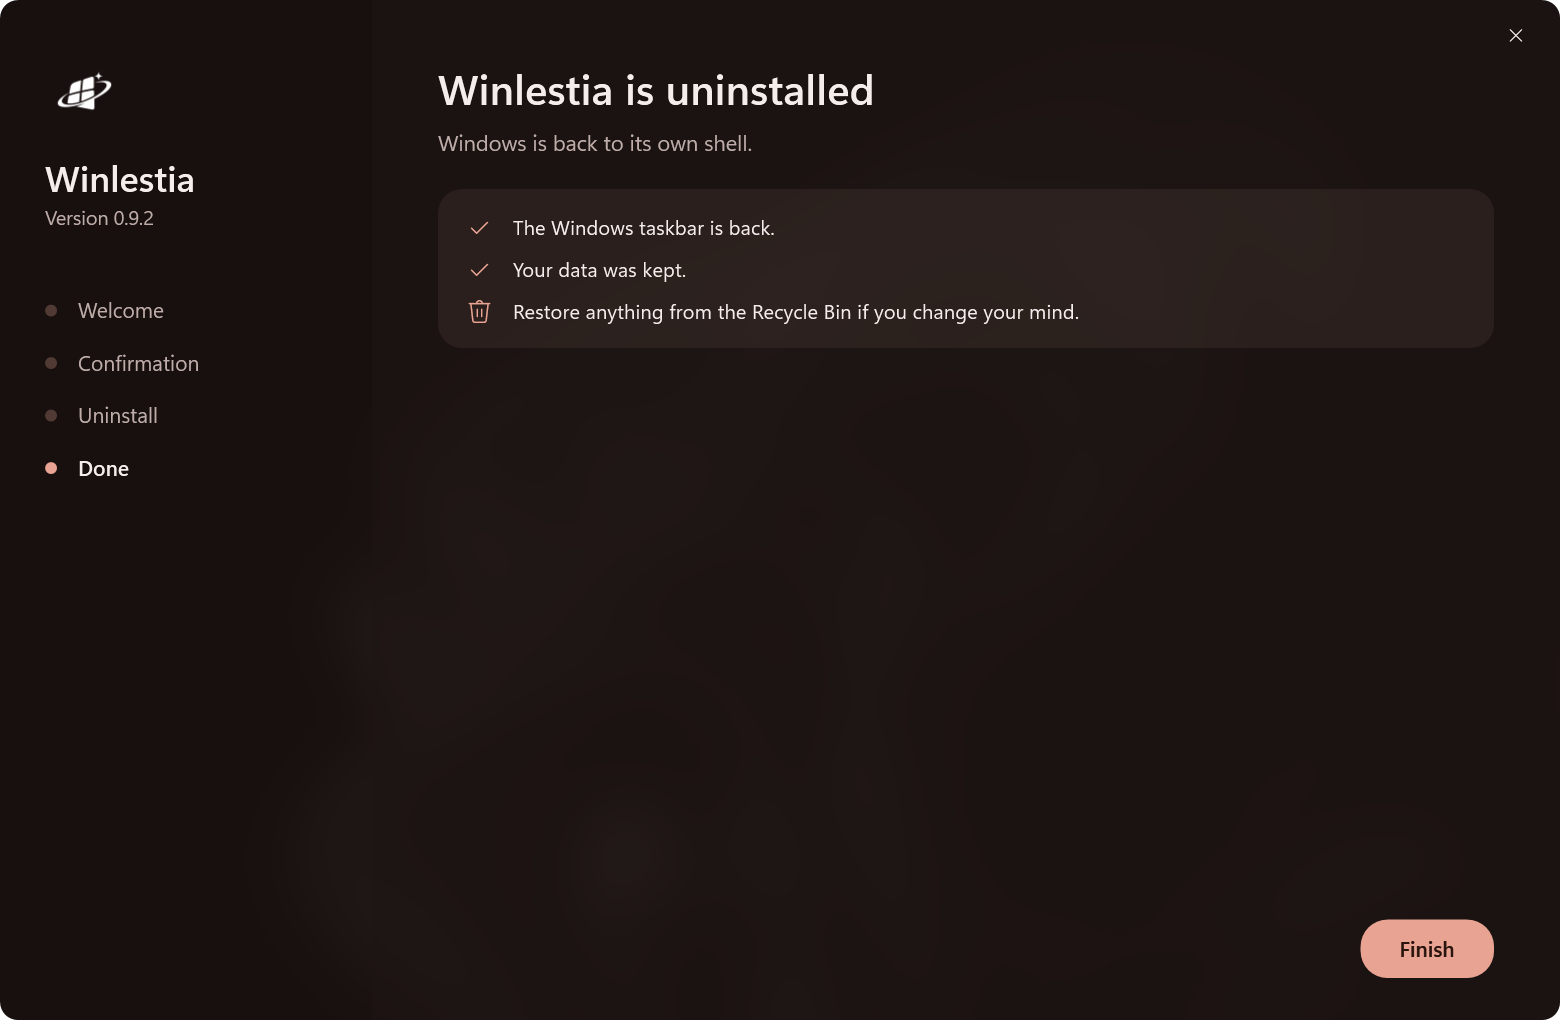 Winlestia
Version 0.9.2
Welcome
Confirmation
Uninstall
Done
Winlestia is uninstalled
Windows is back to its own shell.
The Windows taskbar is back.
Your data was kept.
Restore anything from the Recycle Bin if you change your mind.
Finish